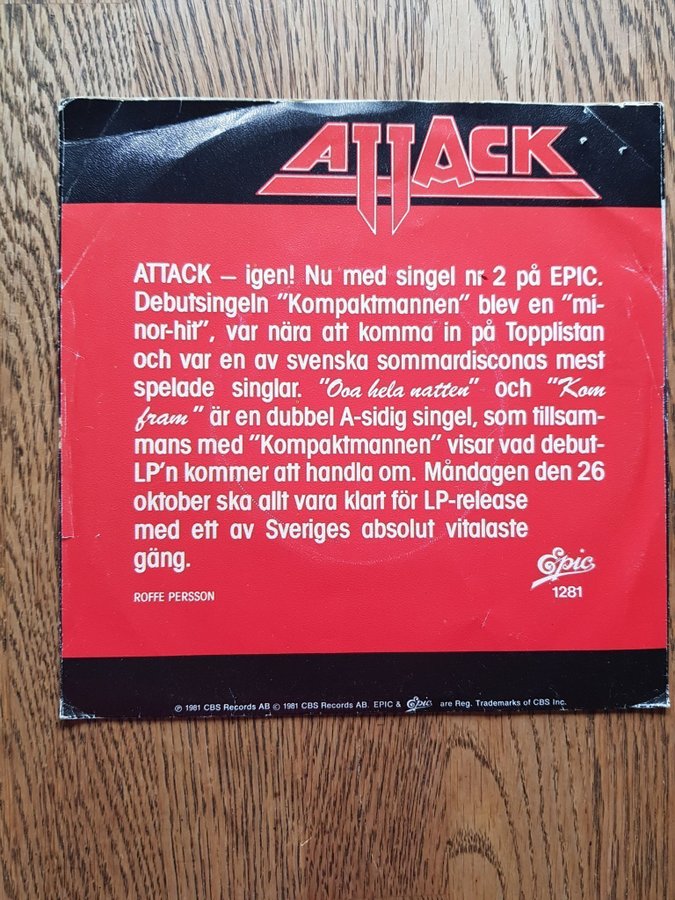 ATTACK
ATTACK – igen! Nu med singel nr 2 på EPIC.
Debutsingeln "Kompaktmannen" blev en "mi-
nor-hit", var nära att komma in på Topplistan
och var en av svenska sommardisconas mest
spelade singlar. "Ooa hela natten" och "Kom
fram" är en dubbel A-sidig singel, som tillsam-
mans med "Kompaktmannen" visar vad debut-
LP'n kommer att handla om. Måndagen den 26
oktober ska allt vara klart för LP-release
med ett av Sveriges absolut vitalaste
gäng.
Epic
ROFFE PERSSON
1281
℗ 1981 CBS Records AB © 1981 CBS Records AB. EPIC & Epic are Reg. Trademarks of CBS Inc.